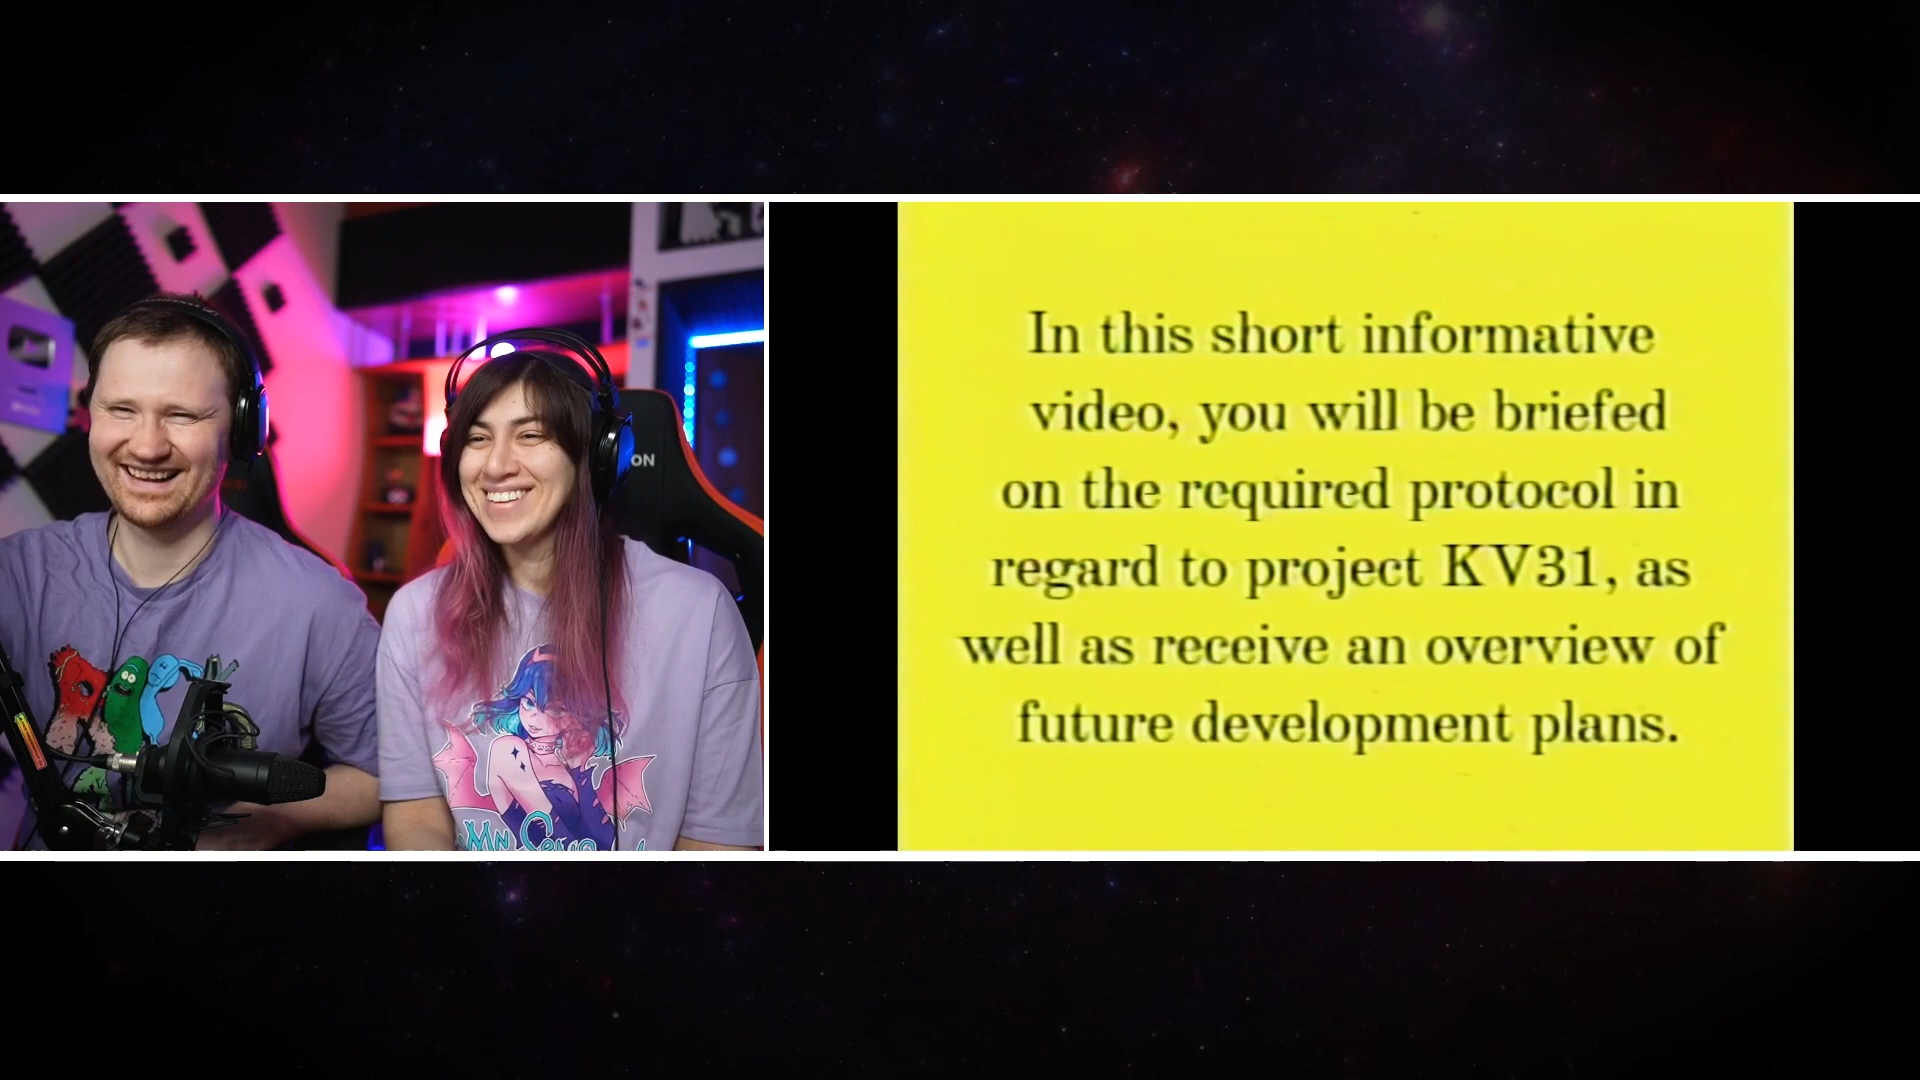 ON
In this short informative
video, you will be briefed
on the required protocol in
regard to project KV31, as
well as receive an overview of
future development plans.